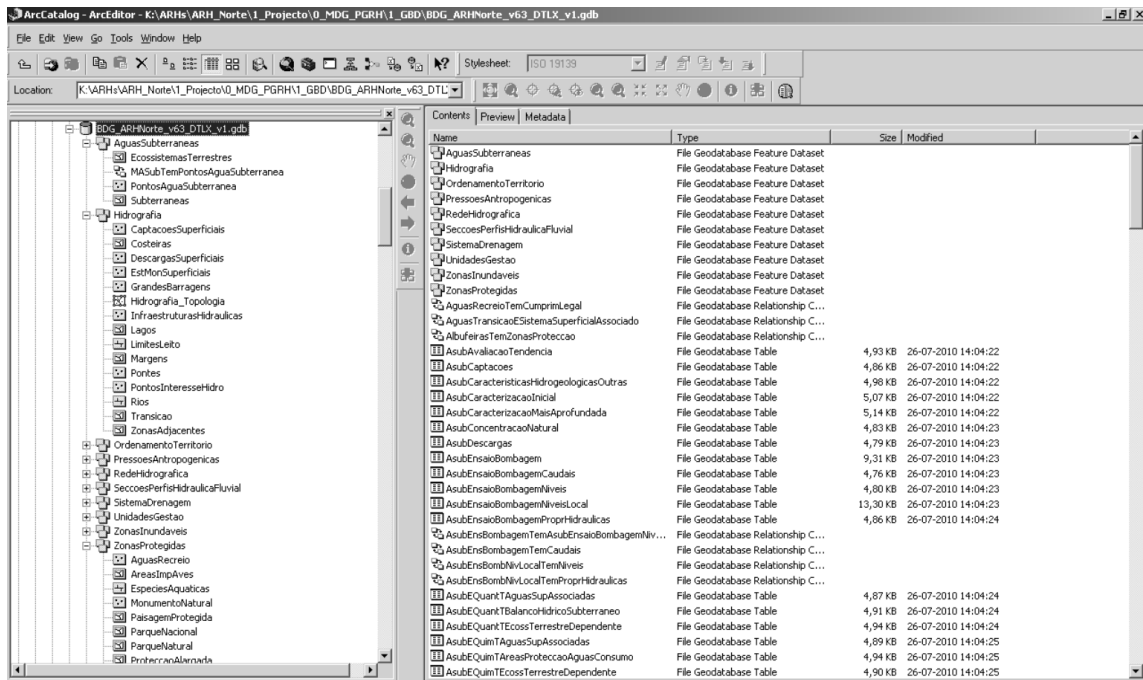 ArcCatalog - ArcEditor - K:\ARHs\ARH_Norte\1_Projecto\0_MDG_PGRH\1_GBD\BDG_ARHNorte_v63_DTLX_v1.gdb
File Edit View Go Tools Window Help
Stylesheet: ISO 19139
Location: K:\ARHs\ARH_Norte\1_Projecto\0_MDG_PGRH\1_GBD\BDG_ARHNorte_v63_DTL
BDG_ARHNorte_v63_DTLX_v1.gdb
AguasSubterraneas
EcossistemasTerrestres
MASubTemPontosAguaSubterranea
PontosAguaSubterranea
Subterraneas
Hidrografia
CaptacoesSuperficiais
Costeiras
DescargasSuperficiais
EstMonSuperficiais
GrandesBarragens
Hidrografia_Topologia
InfraestruturasHidraulicas
Lagos
LimitesLeito
Margens
Pontes
PontosInteresseHidro
Rios
Transicao
ZonasAdjacentes
OrdenamentoTerritorio
PressoesAntropogenicas
RedeHidrografica
SeccoesPerfisHidraulicaFluvial
SistemaDrenagem
UnidadesGestao
ZonasInundaveis
ZonasProtegidas
AguasRecreio
AreasImpAves
EspeciesAquaticas
MonumentoNatural
PaisagemProtegida
ParqueNacional
ParqueNatural
ProteccaoAlargada
Contents Preview Metadata
Name Type Size Modified
AguasSubterraneas File Geodatabase Feature Dataset
Hidrografia File Geodatabase Feature Dataset
OrdenamentoTerritorio File Geodatabase Feature Dataset
PressoesAntropogenicas File Geodatabase Feature Dataset
RedeHidrografica File Geodatabase Feature Dataset
SeccoesPerfisHidraulicaFluvial File Geodatabase Feature Dataset
SistemaDrenagem File Geodatabase Feature Dataset
UnidadesGestao File Geodatabase Feature Dataset
ZonasInundaveis File Geodatabase Feature Dataset
ZonasProtegidas File Geodatabase Feature Dataset
AguasRecreioTemCumprimLegal File Geodatabase Relationship C...
AguasTransicaoESistemaSuperficialAssociado File Geodatabase Relationship C...
AlbufeirasTemZonasProteccao File Geodatabase Relationship C...
AsubAvaliacaoTendencia File Geodatabase Table 4,93 KB 26-07-2010 14:04:22
AsubCaptacoes File Geodatabase Table 4,86 KB 26-07-2010 14:04:22
AsubCaracteristicasHidrogeologicasOutras File Geodatabase Table 4,98 KB 26-07-2010 14:04:22
AsubCaracterizacaoInicial File Geodatabase Table 5,07 KB 26-07-2010 14:04:22
AsubCaracterizacaoMaisAprofundada File Geodatabase Table 5,14 KB 26-07-2010 14:04:22
AsubConcentracaoNatural File Geodatabase Table 4,83 KB 26-07-2010 14:04:23
AsubDescargas File Geodatabase Table 4,79 KB 26-07-2010 14:04:23
AsubEnsaioBombagem File Geodatabase Table 9,31 KB 26-07-2010 14:04:23
AsubEnsaioBombagemCaudais File Geodatabase Table 4,76 KB 26-07-2010 14:04:23
AsubEnsaioBombagemNiveis File Geodatabase Table 4,80 KB 26-07-2010 14:04:23
AsubEnsaioBombagemNiveisLocal File Geodatabase Table 13,30 KB 26-07-2010 14:04:23
AsubEnsaioBombagemProprHidraulicas File Geodatabase Table 4,86 KB 26-07-2010 14:04:24
AsubEnsBombagemTemAsubEnsaioBombagemNiv... File Geodatabase Relationship C...
AsubEnsBombagemTemCaudais File Geodatabase Relationship C...
AsubEnsBombNivLocalTemNiveis File Geodatabase Relationship C...
AsubEnsBombNivLocalTemProprHidraulicas File Geodatabase Relationship C...
AsubEQuantTAguasSupAssociadas File Geodatabase Table 4,87 KB 26-07-2010 14:04:24
AsubEQuantTBalancoHidricoSubterraneo File Geodatabase Table 4,91 KB 26-07-2010 14:04:24
AsubEQuantTEcossTerrestreDependente File Geodatabase Table 4,94 KB 26-07-2010 14:04:24
AsubEQuimTAguasSupAssociadas File Geodatabase Table 4,89 KB 26-07-2010 14:04:25
AsubEQuimTAreasProteccaoAguasConsumo File Geodatabase Table 4,94 KB 26-07-2010 14:04:25
AsubEQuimTEcossTerrestreDependente File Geodatabase Table 4,90 KB 26-07-2010 14:04:25